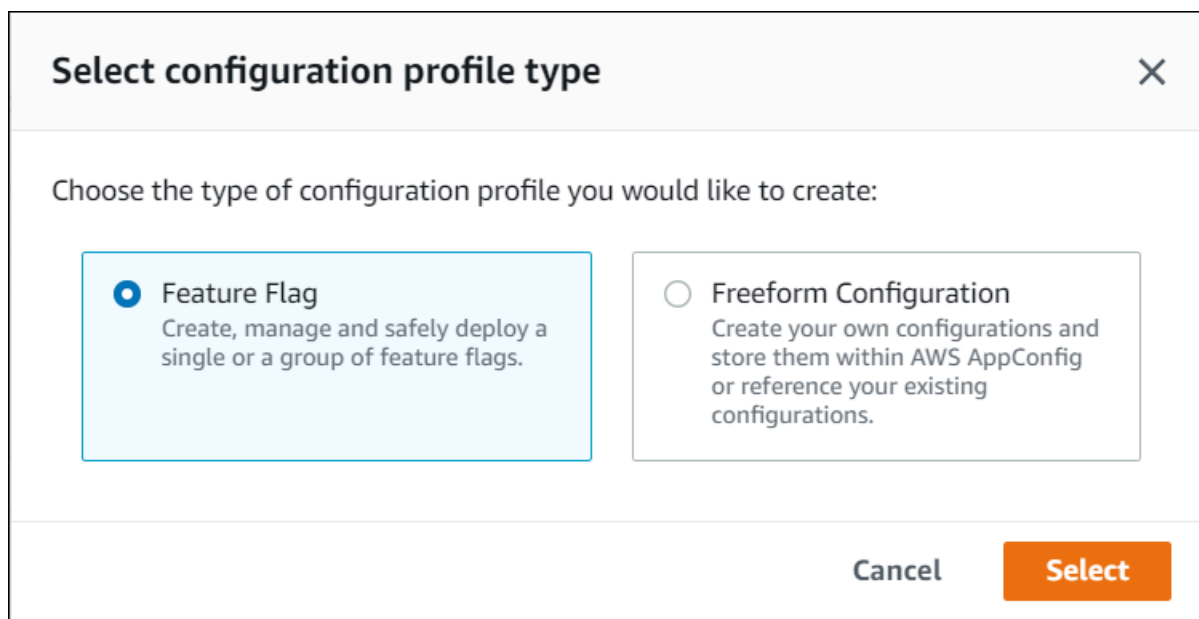 Select configuration profile type
Choose the type of configuration profile you would like to create:
Feature Flag
Create, manage and safely deploy a
single or a group of feature flags.
Freeform Configuration
Create your own configurations and
store them within AWS AppConfig
or reference your existing
configurations.
Cancel
Select